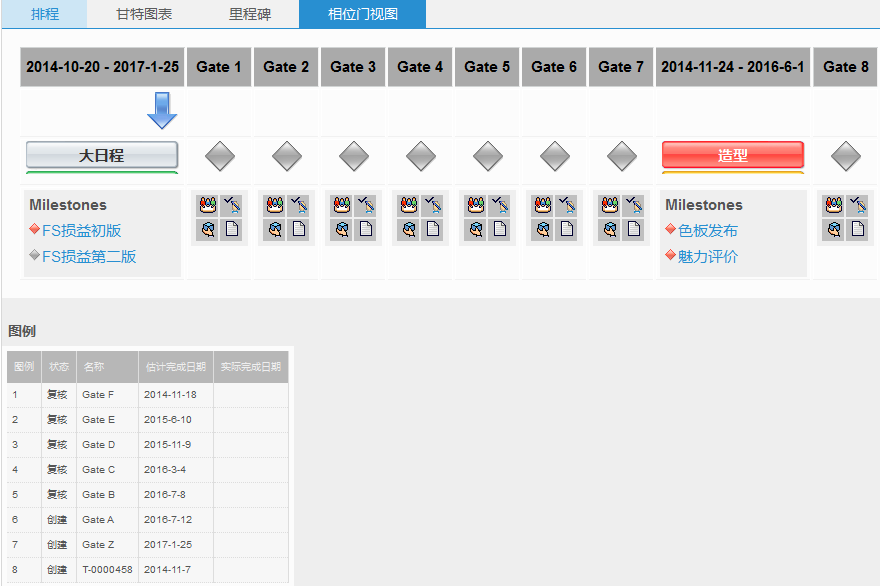 排程 甘特图表 里程碑 相位门视图
2014-10-20 - 2017-1-25 Gate 1 Gate 2 Gate 3 Gate 4 Gate 5 Gate 6 Gate 7 2014-11-24 - 2016-6-1 Gate 8
大日程 造型
Milestones Milestones
FS损益初版 色板发布
FS损益第二版 魅力评价
图例
图例 状态 名称 估计完成日期 实际完成日期
1 复核 Gate F 2014-11-18
2 复核 Gate E 2015-6-10
3 复核 Gate D 2015-11-9
4 复核 Gate C 2016-3-4
5 复核 Gate B 2016-7-8
6 创建 Gate A 2016-7-12
7 创建 Gate Z 2017-1-25
8 创建 T-0000458 2014-11-7